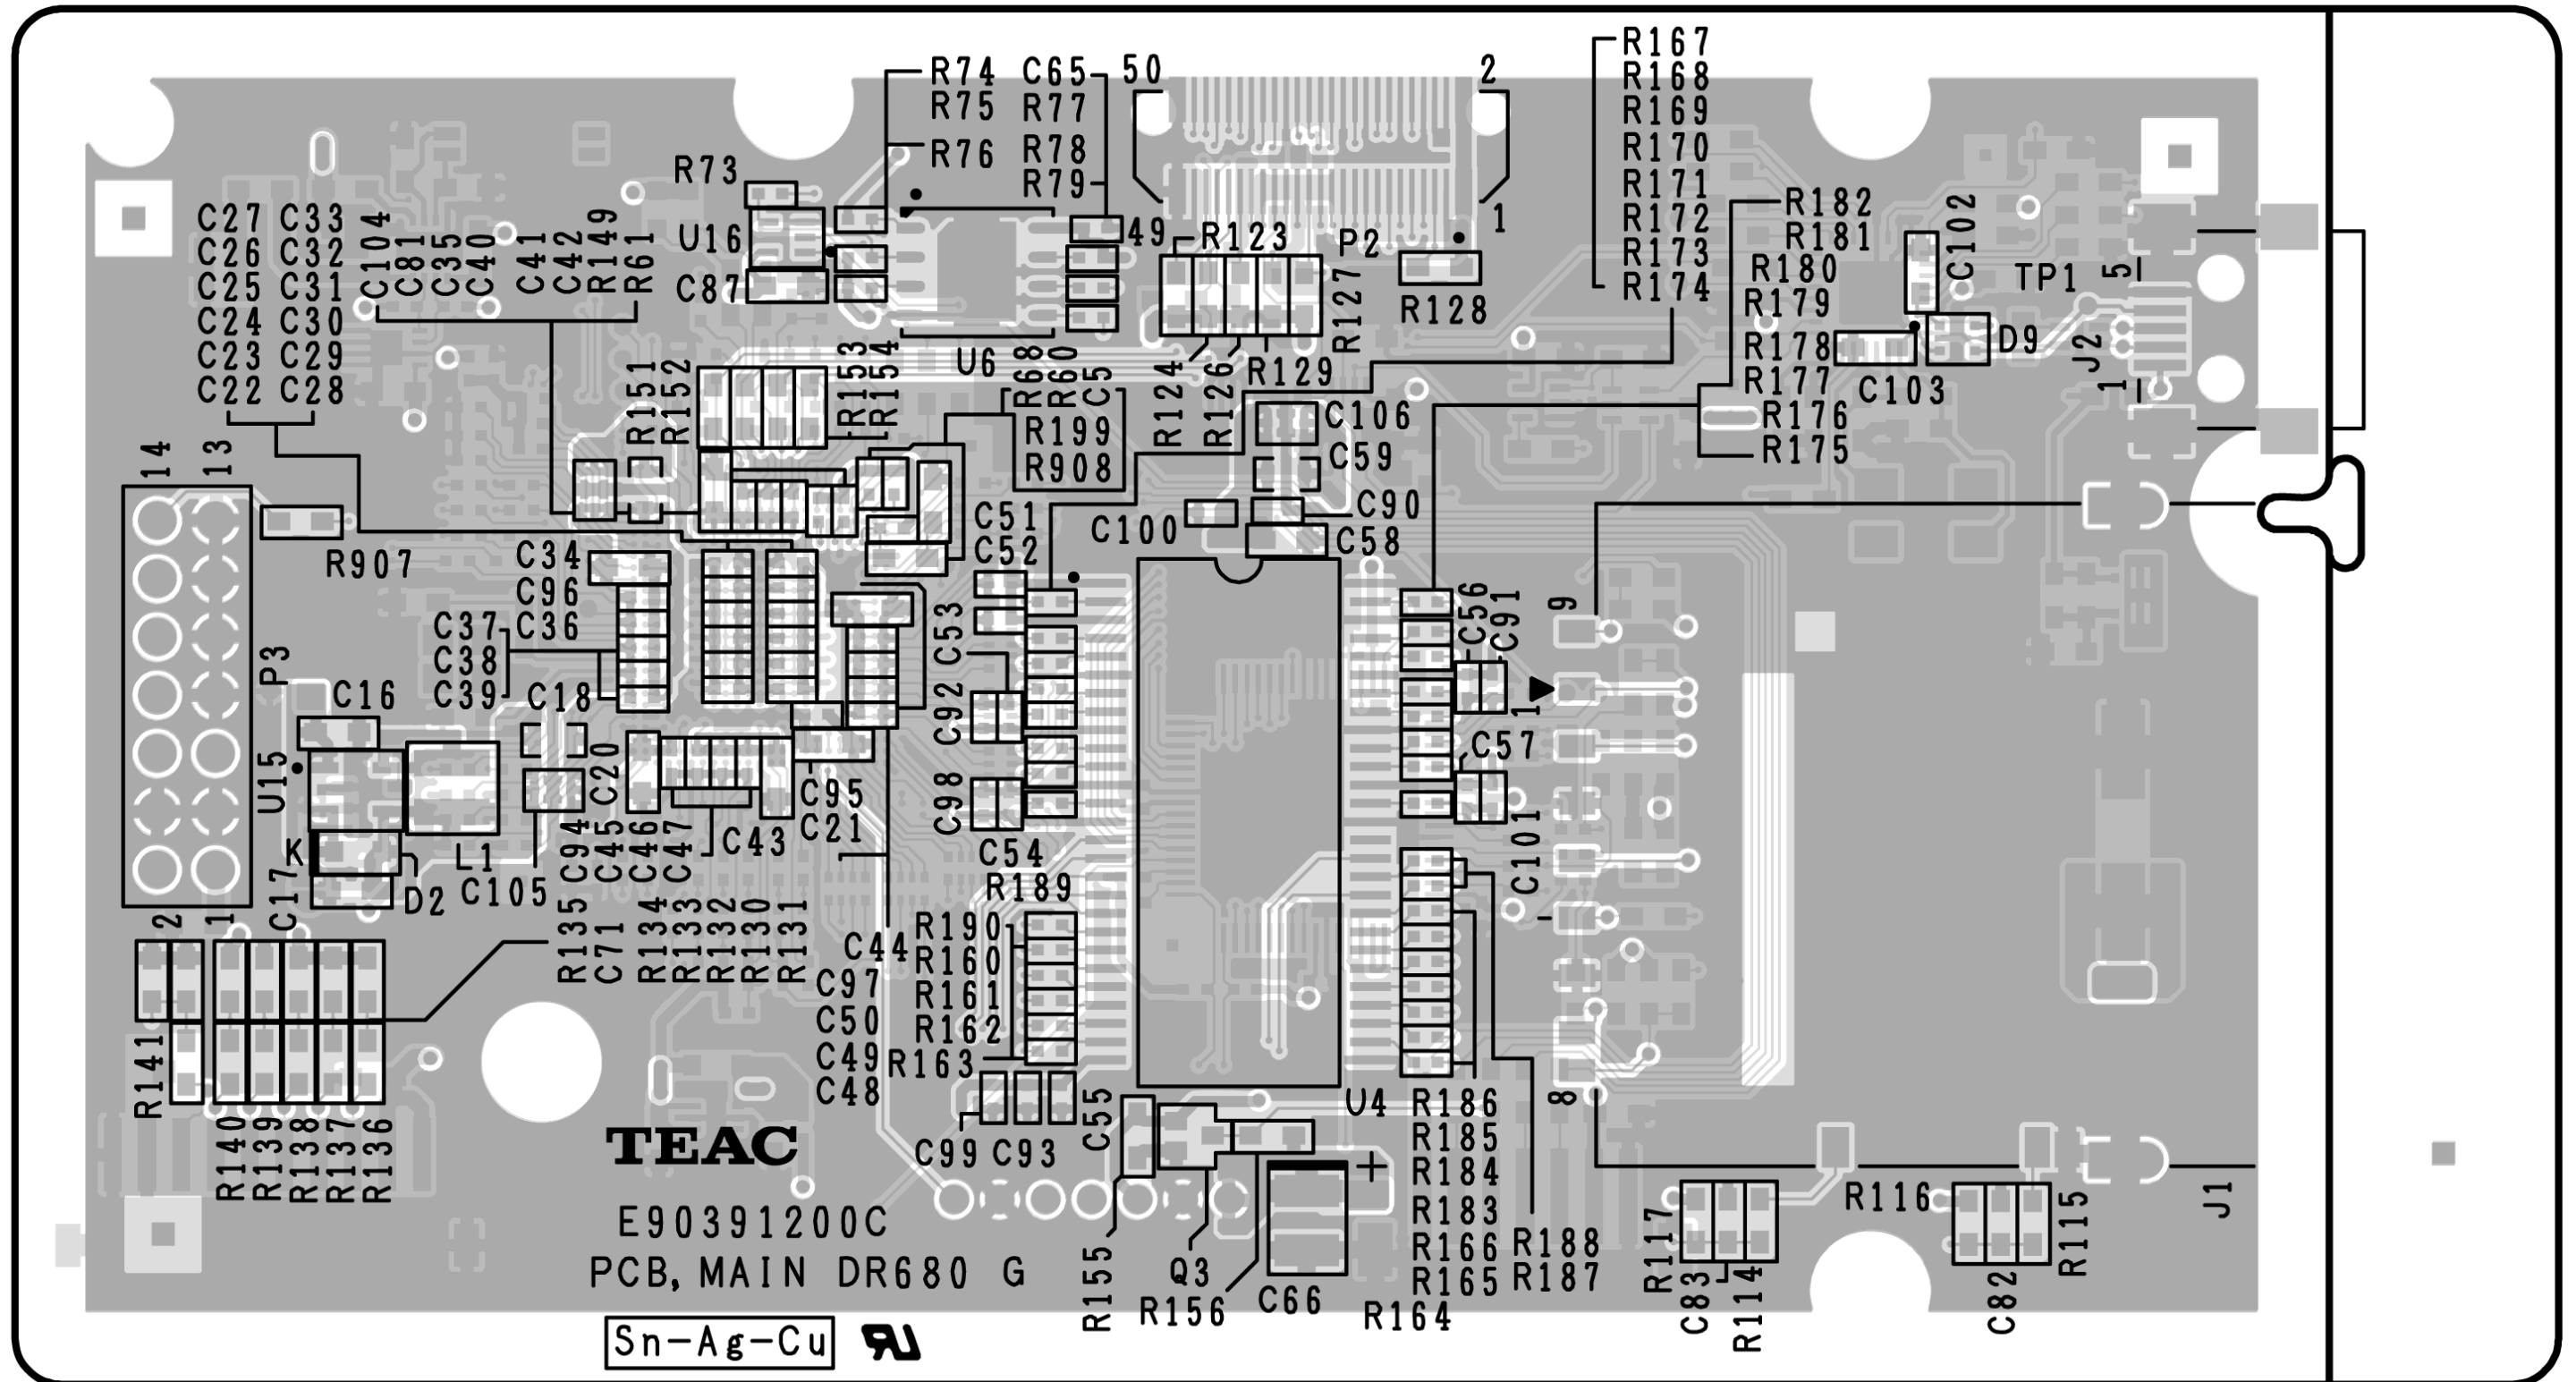 R74 C65 50 2
R75 R77
R76 R78
R79
R167
R168
R169
R170
R171
R172
R173
R174
R73
U16
C87
C27 C33
C26 C32
C25 C31
C24 C30
C23 C29
C22 C28
C104
C81
C35
C40
C41
C42
R149
R61
49
R123
P2
1
R127
R128
R182
R181
R180
R179
R178
R177
R176
R175
C102
TP1
5
D9
J2
1
C103
R151
R152
R153
R154
U6
R68
R60
C5
R199
R908
R124
R126
R129
C106
C59
C90
C58
C100
14
13
R907
C34
C96
C37 C36
C38
C39
C51
C52
C53
C56
C91
9
P3
C16
C18
C92
1
C57
U15
C20
C95
C21
C98
C101
K
L1
C43
C54
D2
C105
C17
C94
C45
C46
C47
R189
2
1
R135
C71
R134
R133
R132
R130
R131
C44
C97
C50
C49
C48
R190
R160
R161
R162
R163
R141
R140
R139
R138
R137
R136
C99 C93
C55
U4
R186
R185
R184
R183
R166
R165
R164
R188
R187
8
TEAC
E90391200C
PCB, MAIN DR680 G
Sn-Ag-Cu
R155
Q3
R156
C66
+
R117
C83
R114
R116
C82
R115
J1